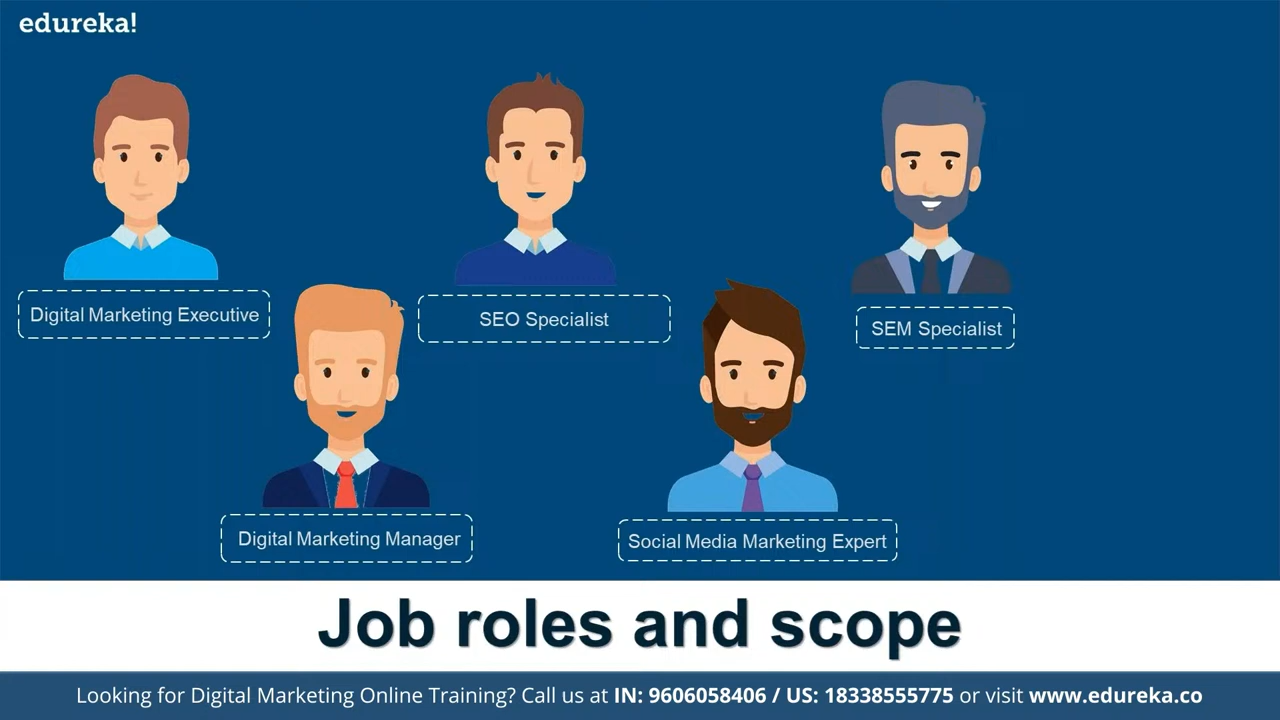 edureka!
Digital Marketing Executive
SEO Specialist
SEM Specialist
Digital Marketing Manager
Social Media Marketing Expert
Job roles and scope
Looking for Digital Marketing Online Training? Call us at IN: 9606058406 / US: 18338555775 or visit www.edureka.co